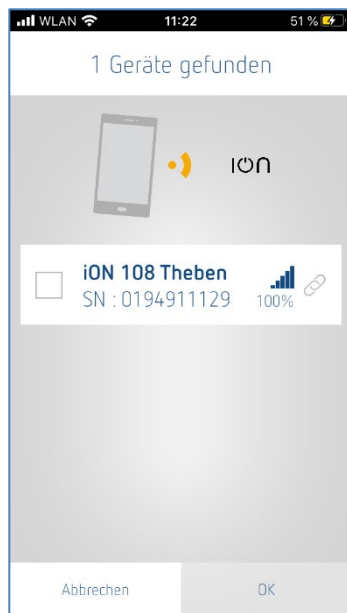 WLAN 11:22 51 %
1 Geräte gefunden
ION
iON 108 Theben
SN : 0194911129
100%
Abbrechen OK